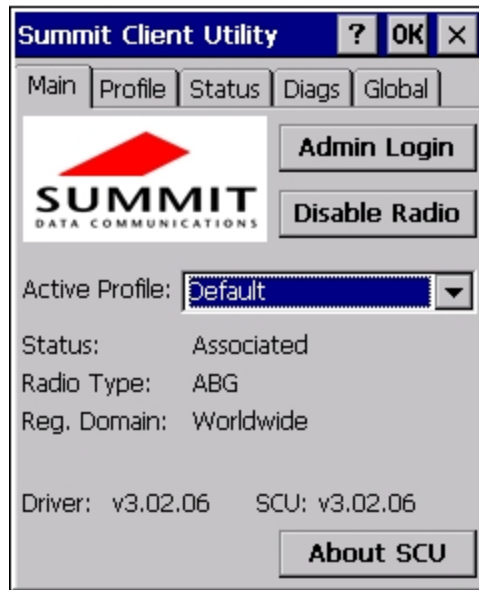 Summit Client Utility ? OK ×
Main Profile Status Diags Global
Admin Login
SUMMIT
DATA COMMUNICATIONS
Disable Radio
Active Profile: Default
Status: Associated
Radio Type: ABG
Reg. Domain: Worldwide
Driver: v3.02.06 SCU: v3.02.06
About SCU